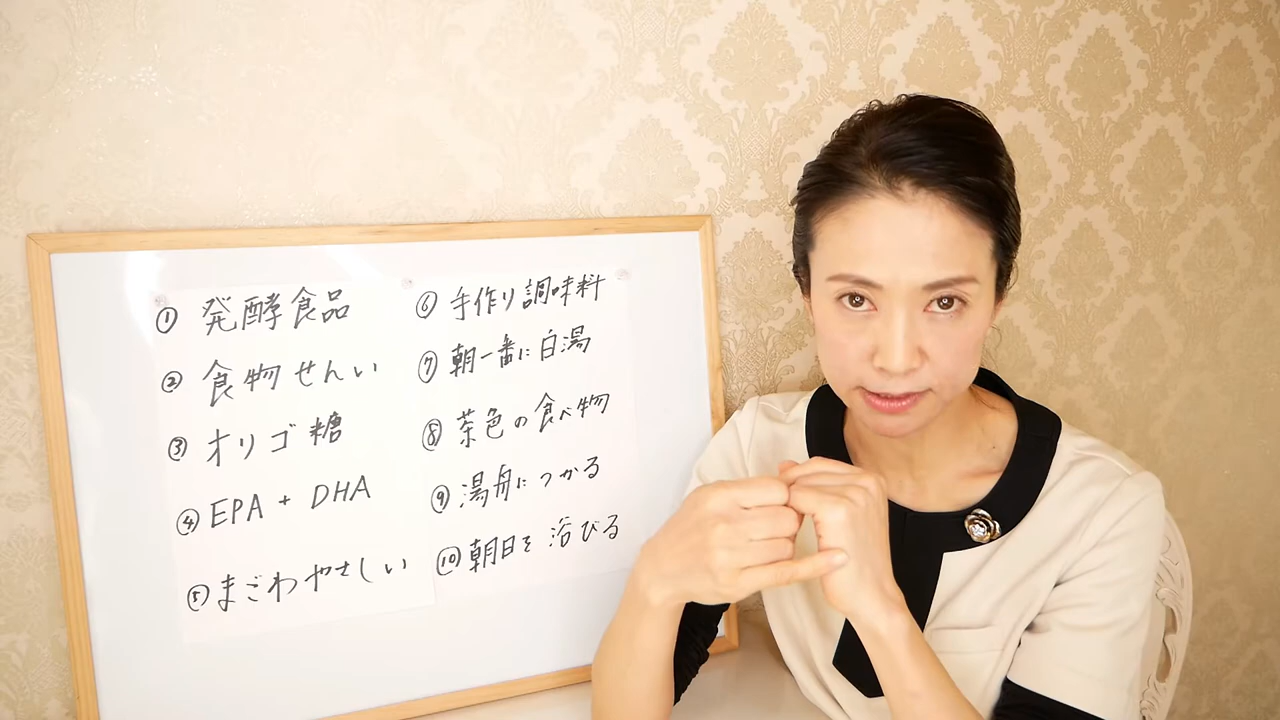 ① 発酵食品
② 食物せんい
③ オリゴ糖
④ EPA + DHA
⑤ まごわやさしい
⑥ 手作り調味料
⑦ 朝一番に白湯
⑧ 茶色の食べ物
⑨ 湯舟につかる
⑩ 朝日を浴びる